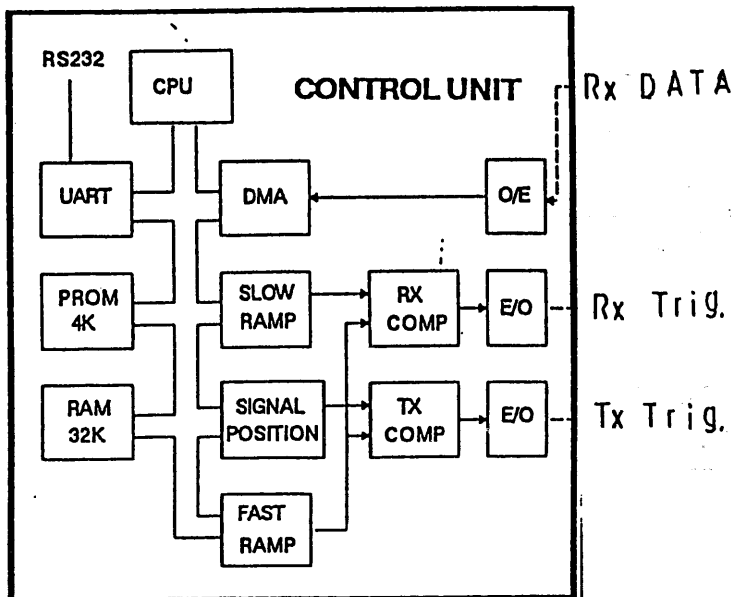 RS232
CPU
CONTROL UNIT
Rx DATA
UART
DMA
O/E
PROM
4K
SLOW
RAMP
RX
COMP
E/O
Rx Trig.
RAM
32K
SIGNAL
POSITION
TX
COMP
E/O
Tx Trig.
FAST
RAMP